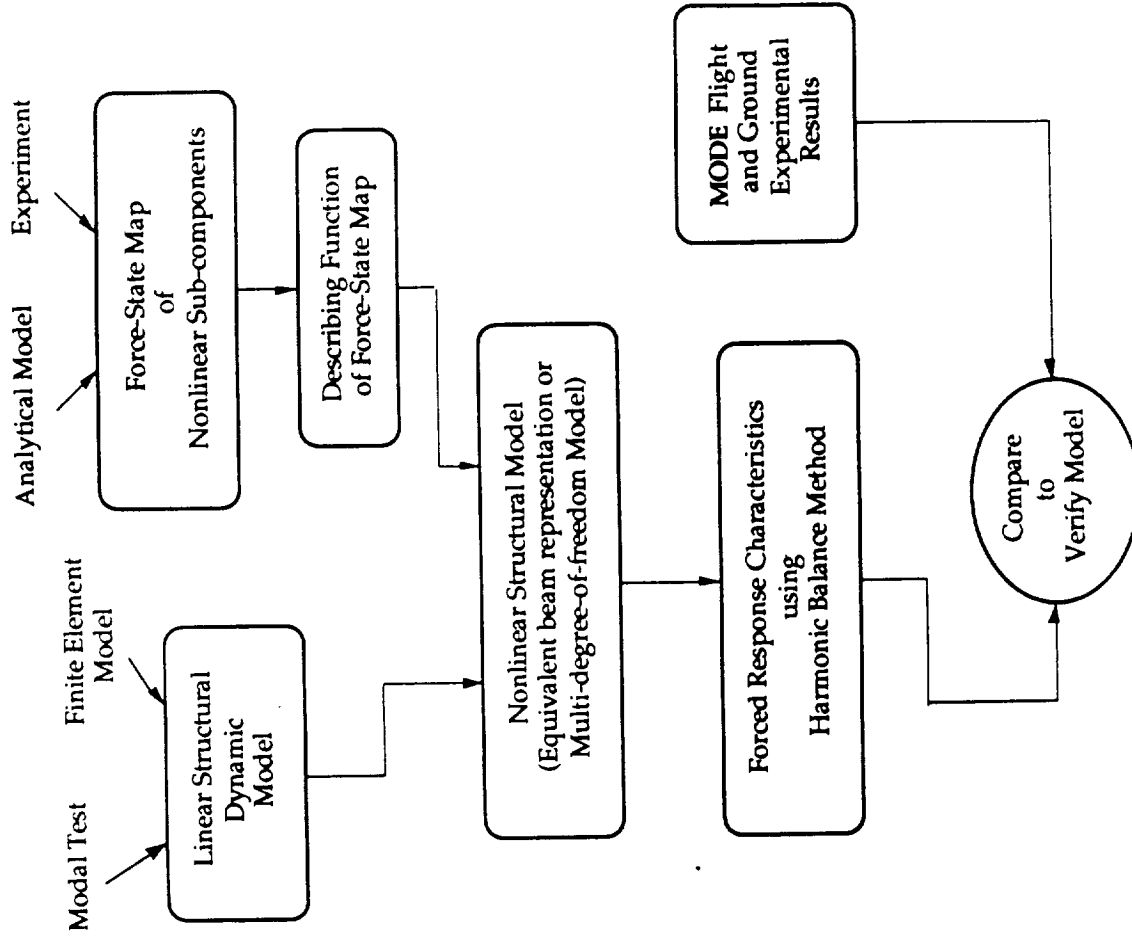 Modal Test
Finite Element
Model
Analytical Model
Experiment
Linear Structural
Dynamic
Model
Force-State Map
of
Nonlinear Sub-components
Describing Function
of Force-State Map
Nonlinear Structural Model
(Equivalent beam representation or
Multi-degree-of-freedom Model)
Forced Response Characteristics
using
Harmonic Balance Method
MODE Flight
and Ground
Experimental
Results
Compare
to
Verify Model